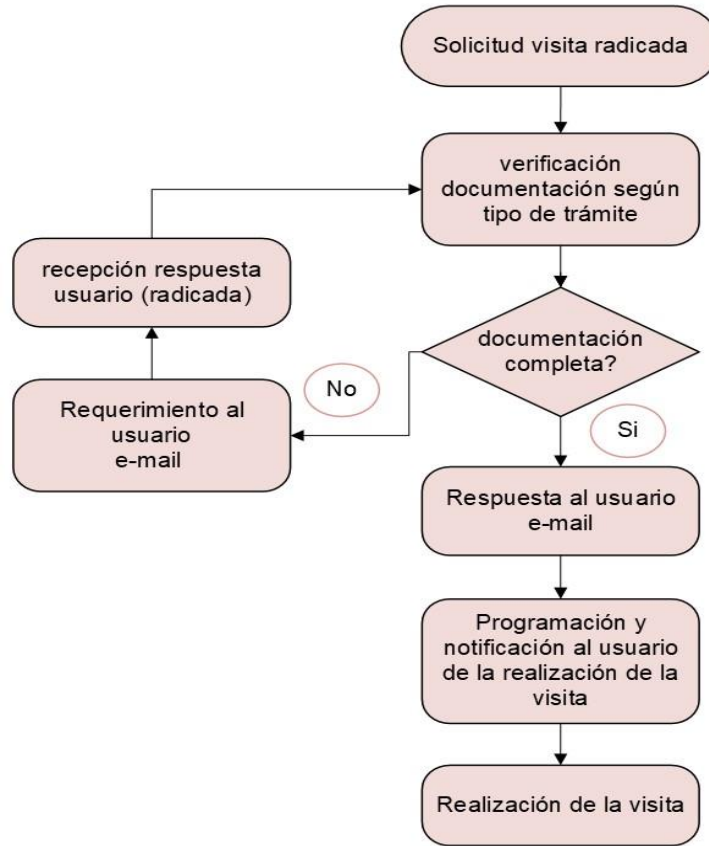 Solicitud visita radicada
verificación
documentación según
tipo de trámite
recepción respuesta
usuario (radicada)
documentación
completa?
No
Requerimiento al
usuario
e-mail
Si
Respuesta al usuario
e-mail
Programación y
notificación al usuario
de la realización de la
visita
Realización de la visita